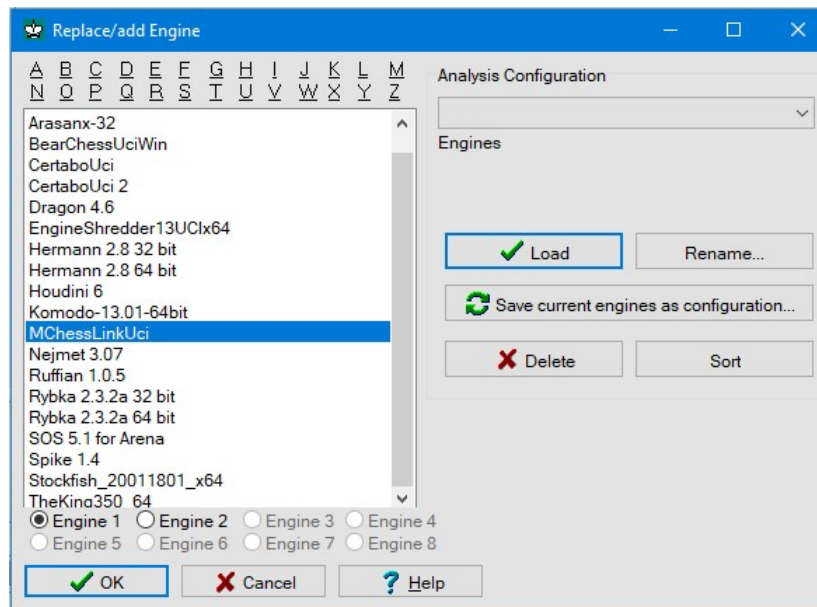 Replace/add Engine
A B C D E F G H I J K L M
N O P Q R S T U V W X Y Z
Arasanx-32
BearChessUciWin
CertaboUci
CertaboUci 2
Dragon 4.6
EngineShredder13UCIx64
Hermann 2.8 32 bit
Hermann 2.8 64 bit
Houdini 6
Komodo-13.01-64bit
MChessLinkUci
Nejmet 3.07
Ruffian 1.0.5
Rybka 2.3.2a 32 bit
Rybka 2.3.2a 64 bit
SOS 5.1 for Arena
Spike 1.4
Stockfish_20011801_x64
TheKing350_64
Engine 1 Engine 2 Engine 3 Engine 4
Engine 5 Engine 6 Engine 7 Engine 8
OK Cancel Help
Analysis Configuration
Engines
Load Rename...
Save current engines as configuration...
Delete Sort